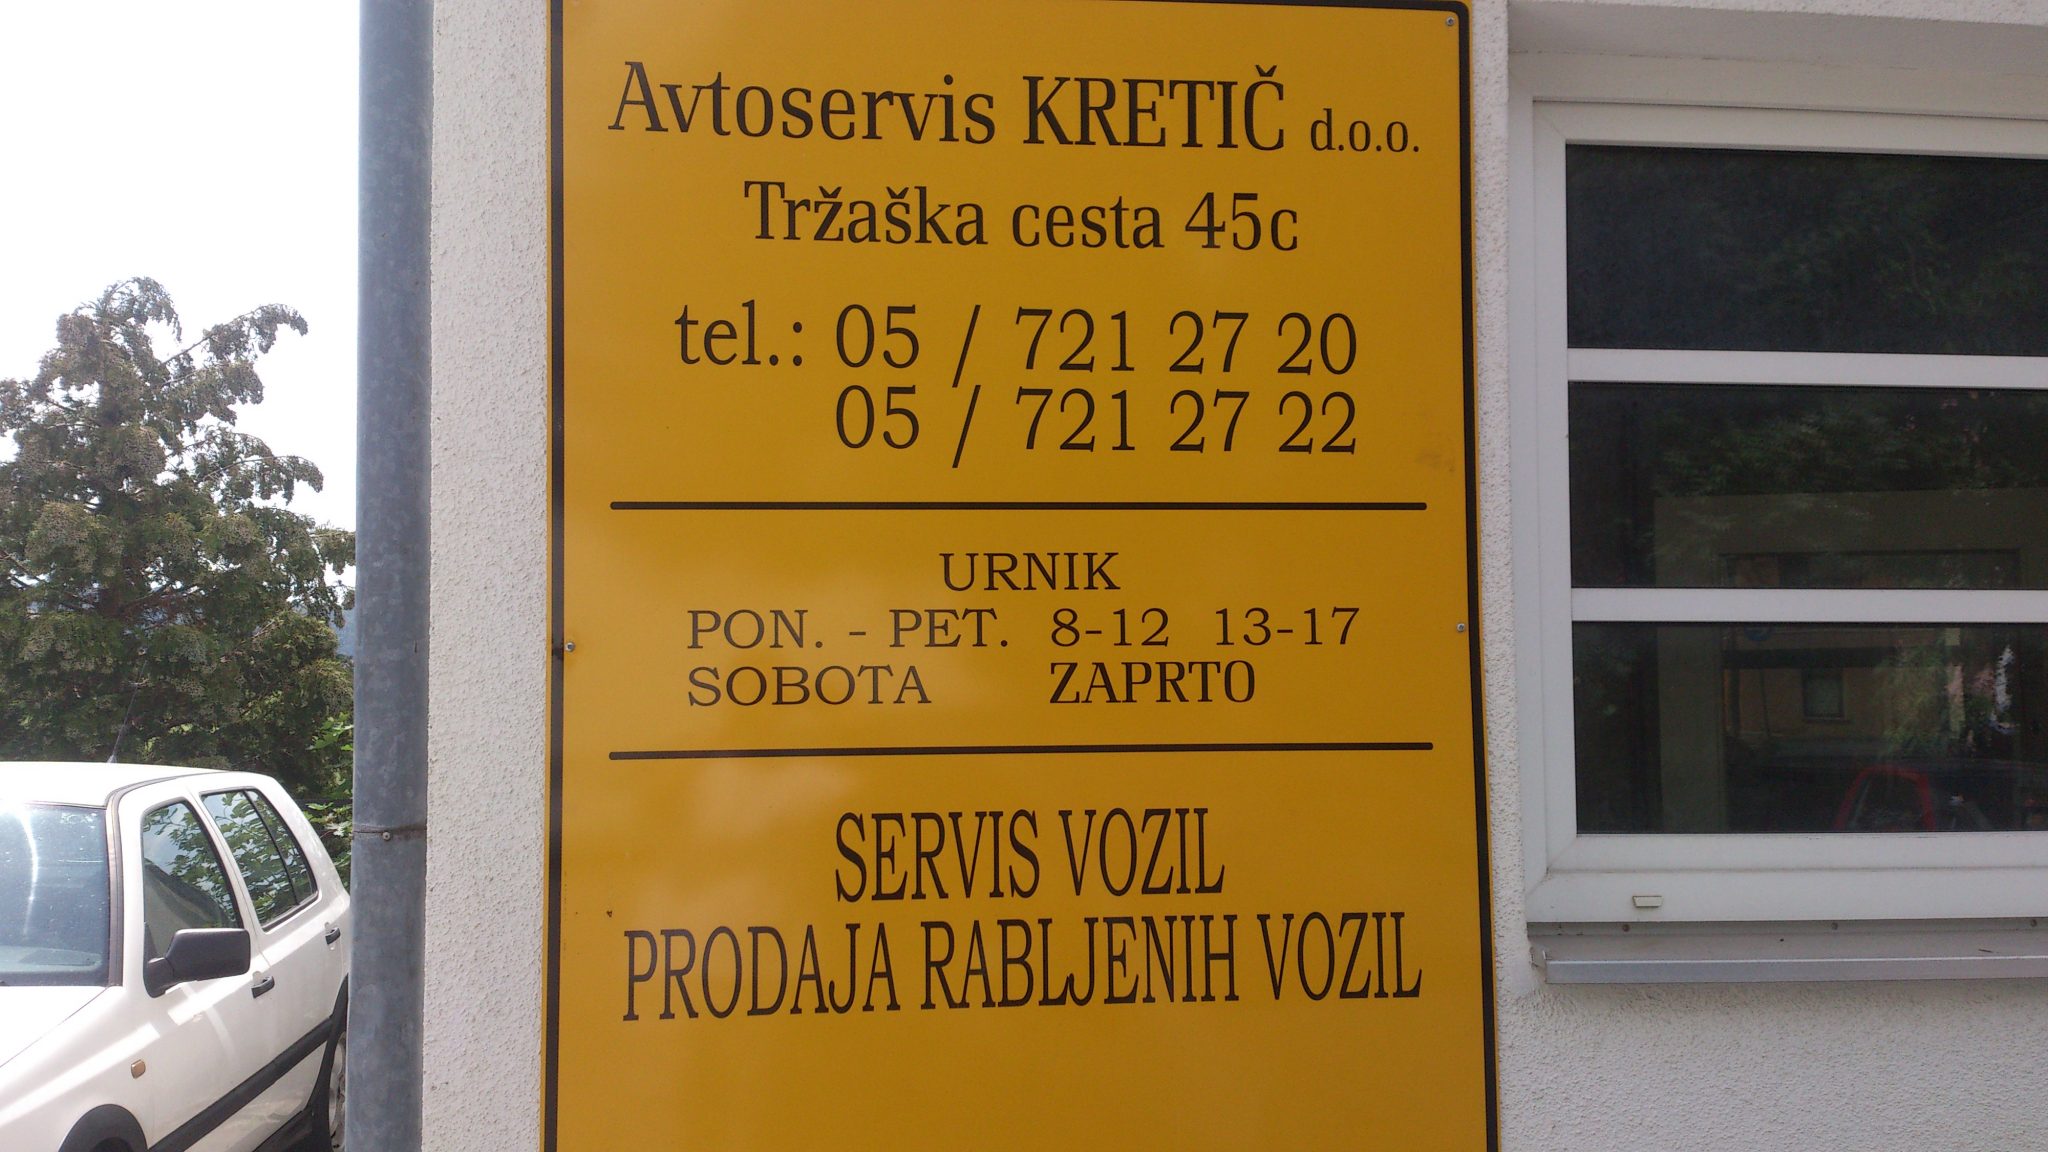 Avtoservis KRETIČ d.o.o.
Tržaška cesta 45c
tel.: 05 / 721 27 20
05 / 721 27 22
URNIK
PON. - PET. 8-12 13-17
SOBOTA ZAPRTO
SERVIS VOZIL
PRODAJA RABLJENIH VOZIL